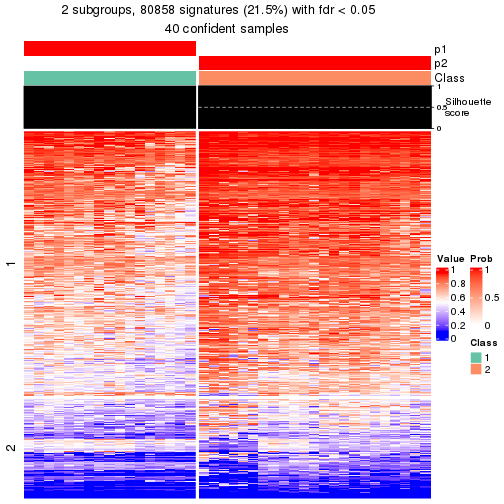 2 subgroups, 80858 signatures (21.5%) with fdr < 0.05
40 confident samples
p1
p2
Class
1
0.5
0
Silhouette
score
1
2
Value
1
0.8
0.6
0.4
0.2
0
Prob
1
0.5
0
Class
1
2